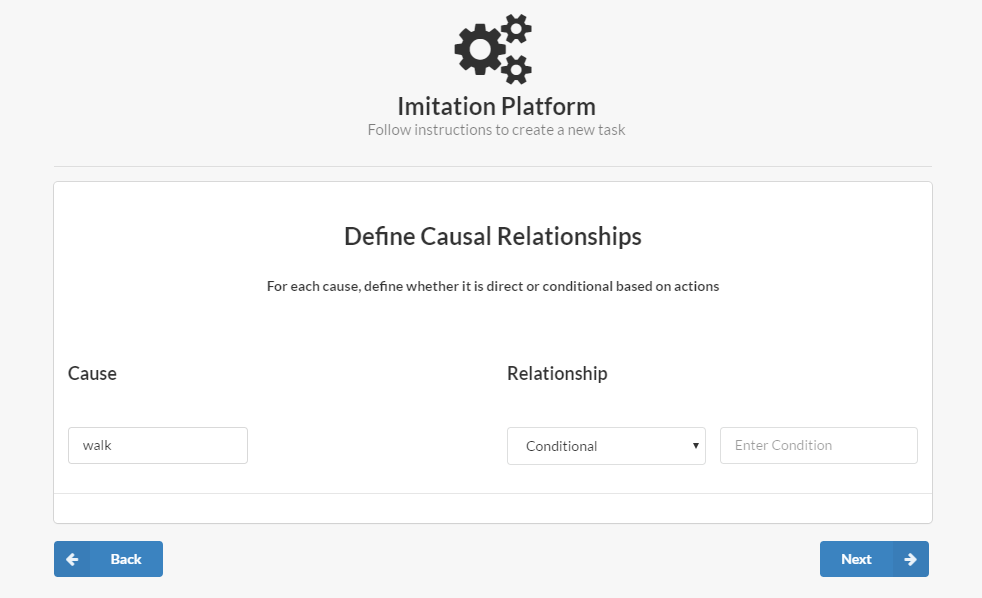 Imitation Platform
Follow instructions to create a new task
Define Causal Relationships
For each cause, define whether it is direct or conditional based on actions
Cause
Relationship
walk
Conditional
Enter Condition
Back
Next